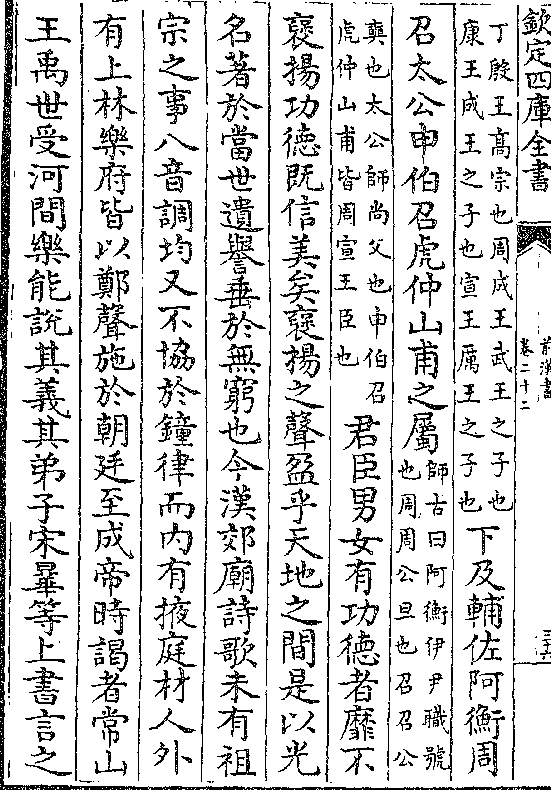 欽定四庫全書
前漢書
卷二十二
丁殷王髙宗也周成王武王之子也
康王成王之子也宣王厲王之子也
下及輔佐阿衡周
召太公申伯召虎仲山甫之屬
師古曰阿衡伊尹職號
也周周公旦也召召公
奭也太公師尚父也申伯召
虎仲山甫皆周宣王臣也
君臣男女有功德者靡不
襃揚功德既信美矣襃揚之聲盈乎天地之間是以光
名著於當世遺譽垂於無窮也今漢郊廟詩歌未有祖
宗之事八音調均又不協於鐘律而内有掖庭材人外
有上林樂府皆以鄭聲施於朝廷至成帝時謁者常山
王禹世受河間樂能說其義其弟子宋㬥等上書言之